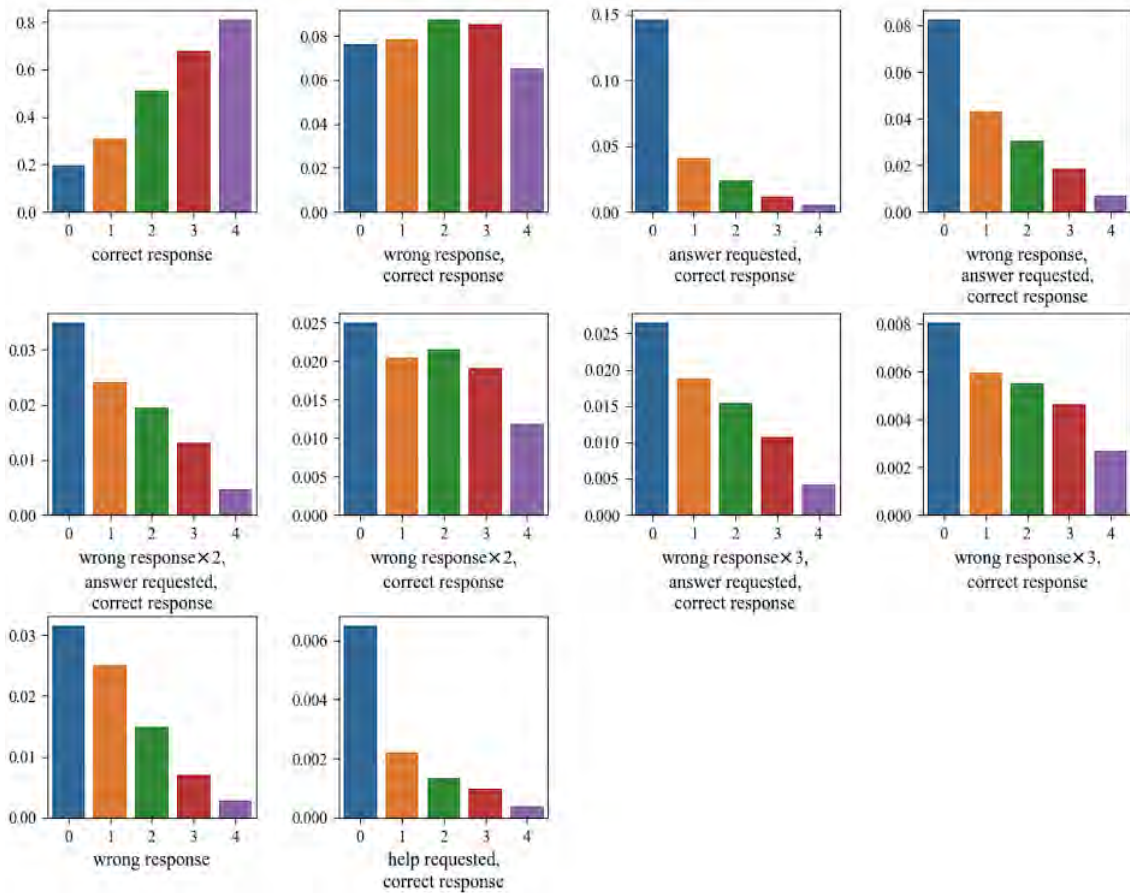 0.8
0.6
0.4
0.2
0.0
0 1 2 3 4
correct response
0.08
0.06
0.04
0.02
0.00
0 1 2 3 4
wrong response,
correct response
0.15
0.10
0.05
0.00
0 1 2 3 4
answer requested,
correct response
0.08
0.06
0.04
0.02
0.00
0 1 2 3 4
wrong response,
answer requested,
correct response
0.03
0.02
0.01
0.00
0 1 2 3 4
wrong response×2,
answer requested,
correct response
0.025
0.020
0.015
0.010
0.005
0.000
0 1 2 3 4
wrong response×2,
correct response
0.025
0.020
0.015
0.010
0.005
0.000
0 1 2 3 4
wrong response×3,
answer requested,
correct response
0.008
0.006
0.004
0.002
0.000
0 1 2 3 4
wrong response×3,
correct response
0.03
0.02
0.01
0.00
0 1 2 3 4
wrong response
0.006
0.004
0.002
0.000
0 1 2 3 4
help requested,
correct response